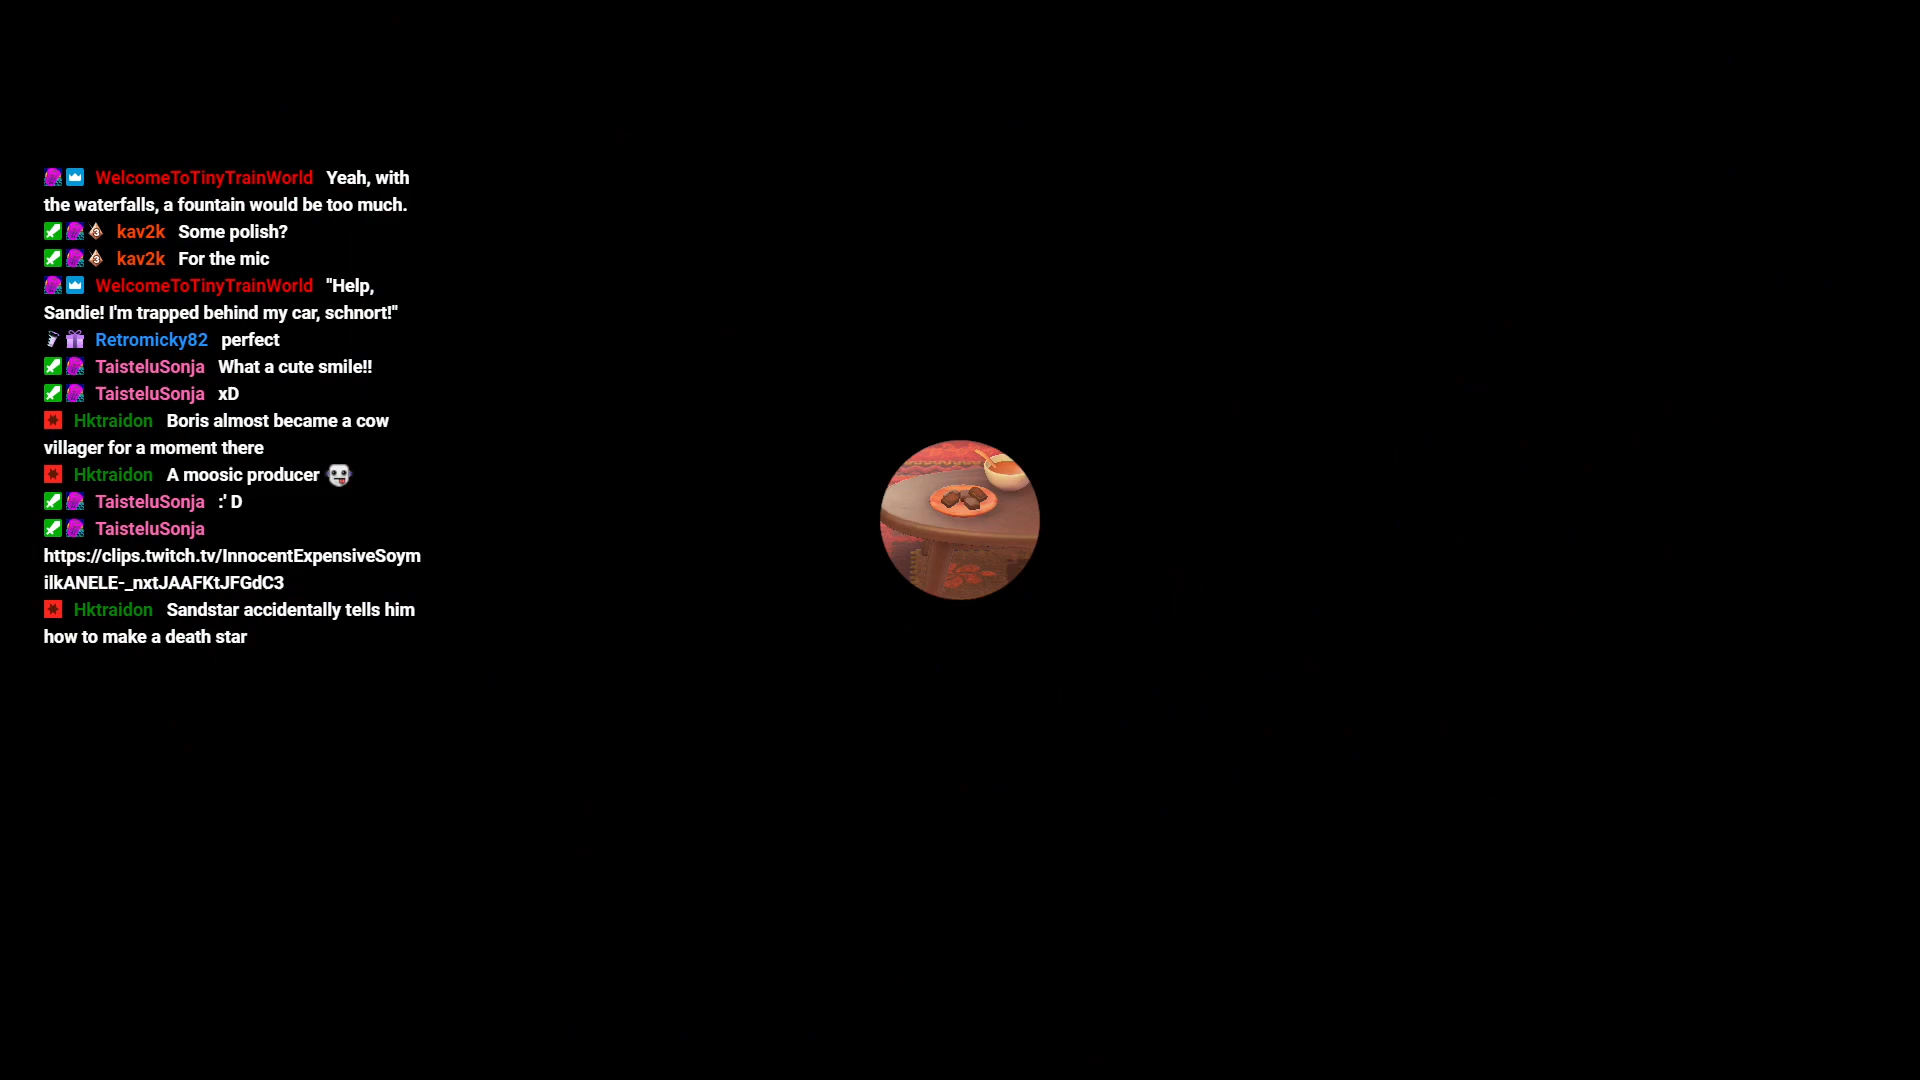 WelcomeToTinyTrainWorld Yeah, with
the waterfalls, a fountain would be too much.
kav2k Some polish?
kav2k For the mic
WelcomeToTinyTrainWorld "Help,
Sandie! I'm trapped behind my car, schnort!"
Retromicky82 perfect
TaisteluSonja What a cute smile!!
TaisteluSonja xD
Hktraidon Boris almost became a cow
villager for a moment there
Hktraidon A moosic producer
TaisteluSonja :' D
TaisteluSonja
https://clips.twitch.tv/InnocentExpensiveSoym
ilkANELE-_nxtJAAFKtJFGdC3
Hktraidon Sandstar accidentally tells him
how to make a death star